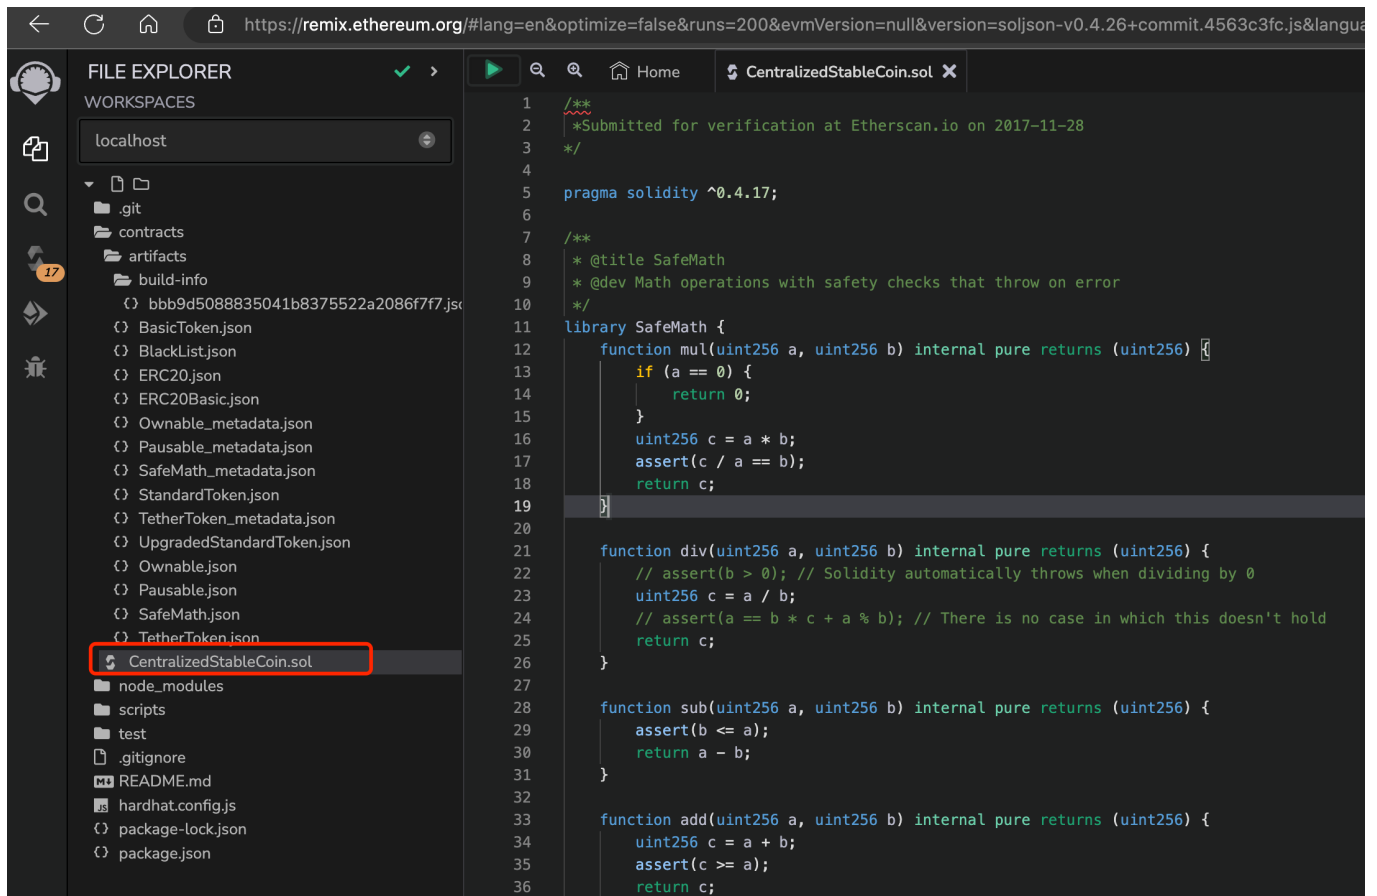 https://remix.ethereum.org/#lang=en&optimize=false&runs=200&evmVersion=null&version=soljson-v0.4.26+commit.4563c3fc.js&langua
FILE EXPLORER
WORKSPACES
localhost
17
.git
contracts
artifacts
build-info
{} bbb9d5088835041b8375522a2086f7f7.jsc
{} BasicToken.json
{} BlackList.json
{} ERC20.json
{} ERC20Basic.json
{} Ownable_metadata.json
{} Pausable_metadata.json
{} SafeMath_metadata.json
{} StandardToken.json
{} TetherToken_metadata.json
{} UpgradedStandardToken.json
{} Ownable.json
{} Pausable.json
{} SafeMath.json
{} TetherToken.json
CentralizedStableCoin.sol
node_modules
scripts
test
.gitignore
M↓ README.md
JS hardhat.config.js
{} package-lock.json
{} package.json
Home
CentralizedStableCoin.sol
1 /**
2 *Submitted for verification at Etherscan.io on 2017-11-28
3 */
4
5 pragma solidity ^0.4.17;
6
7 /**
8 * @title SafeMath
9 * @dev Math operations with safety checks that throw on error
10 */
11 library SafeMath {
12 function mul(uint256 a, uint256 b) internal pure returns (uint256) {
13 if (a == 0) {
14 return 0;
15 }
16 uint256 c = a * b;
17 assert(c / a == b);
18 return c;
19 }
20
21 function div(uint256 a, uint256 b) internal pure returns (uint256) {
22 // assert(b > 0); // Solidity automatically throws when dividing by 0
23 uint256 c = a / b;
24 // assert(a == b * c + a % b); // There is no case in which this doesn't hold
25 return c;
26 }
27
28 function sub(uint256 a, uint256 b) internal pure returns (uint256) {
29 assert(b <= a);
30 return a - b;
31 }
32
33 function add(uint256 a, uint256 b) internal pure returns (uint256) {
34 uint256 c = a + b;
35 assert(c >= a);
36 return c;